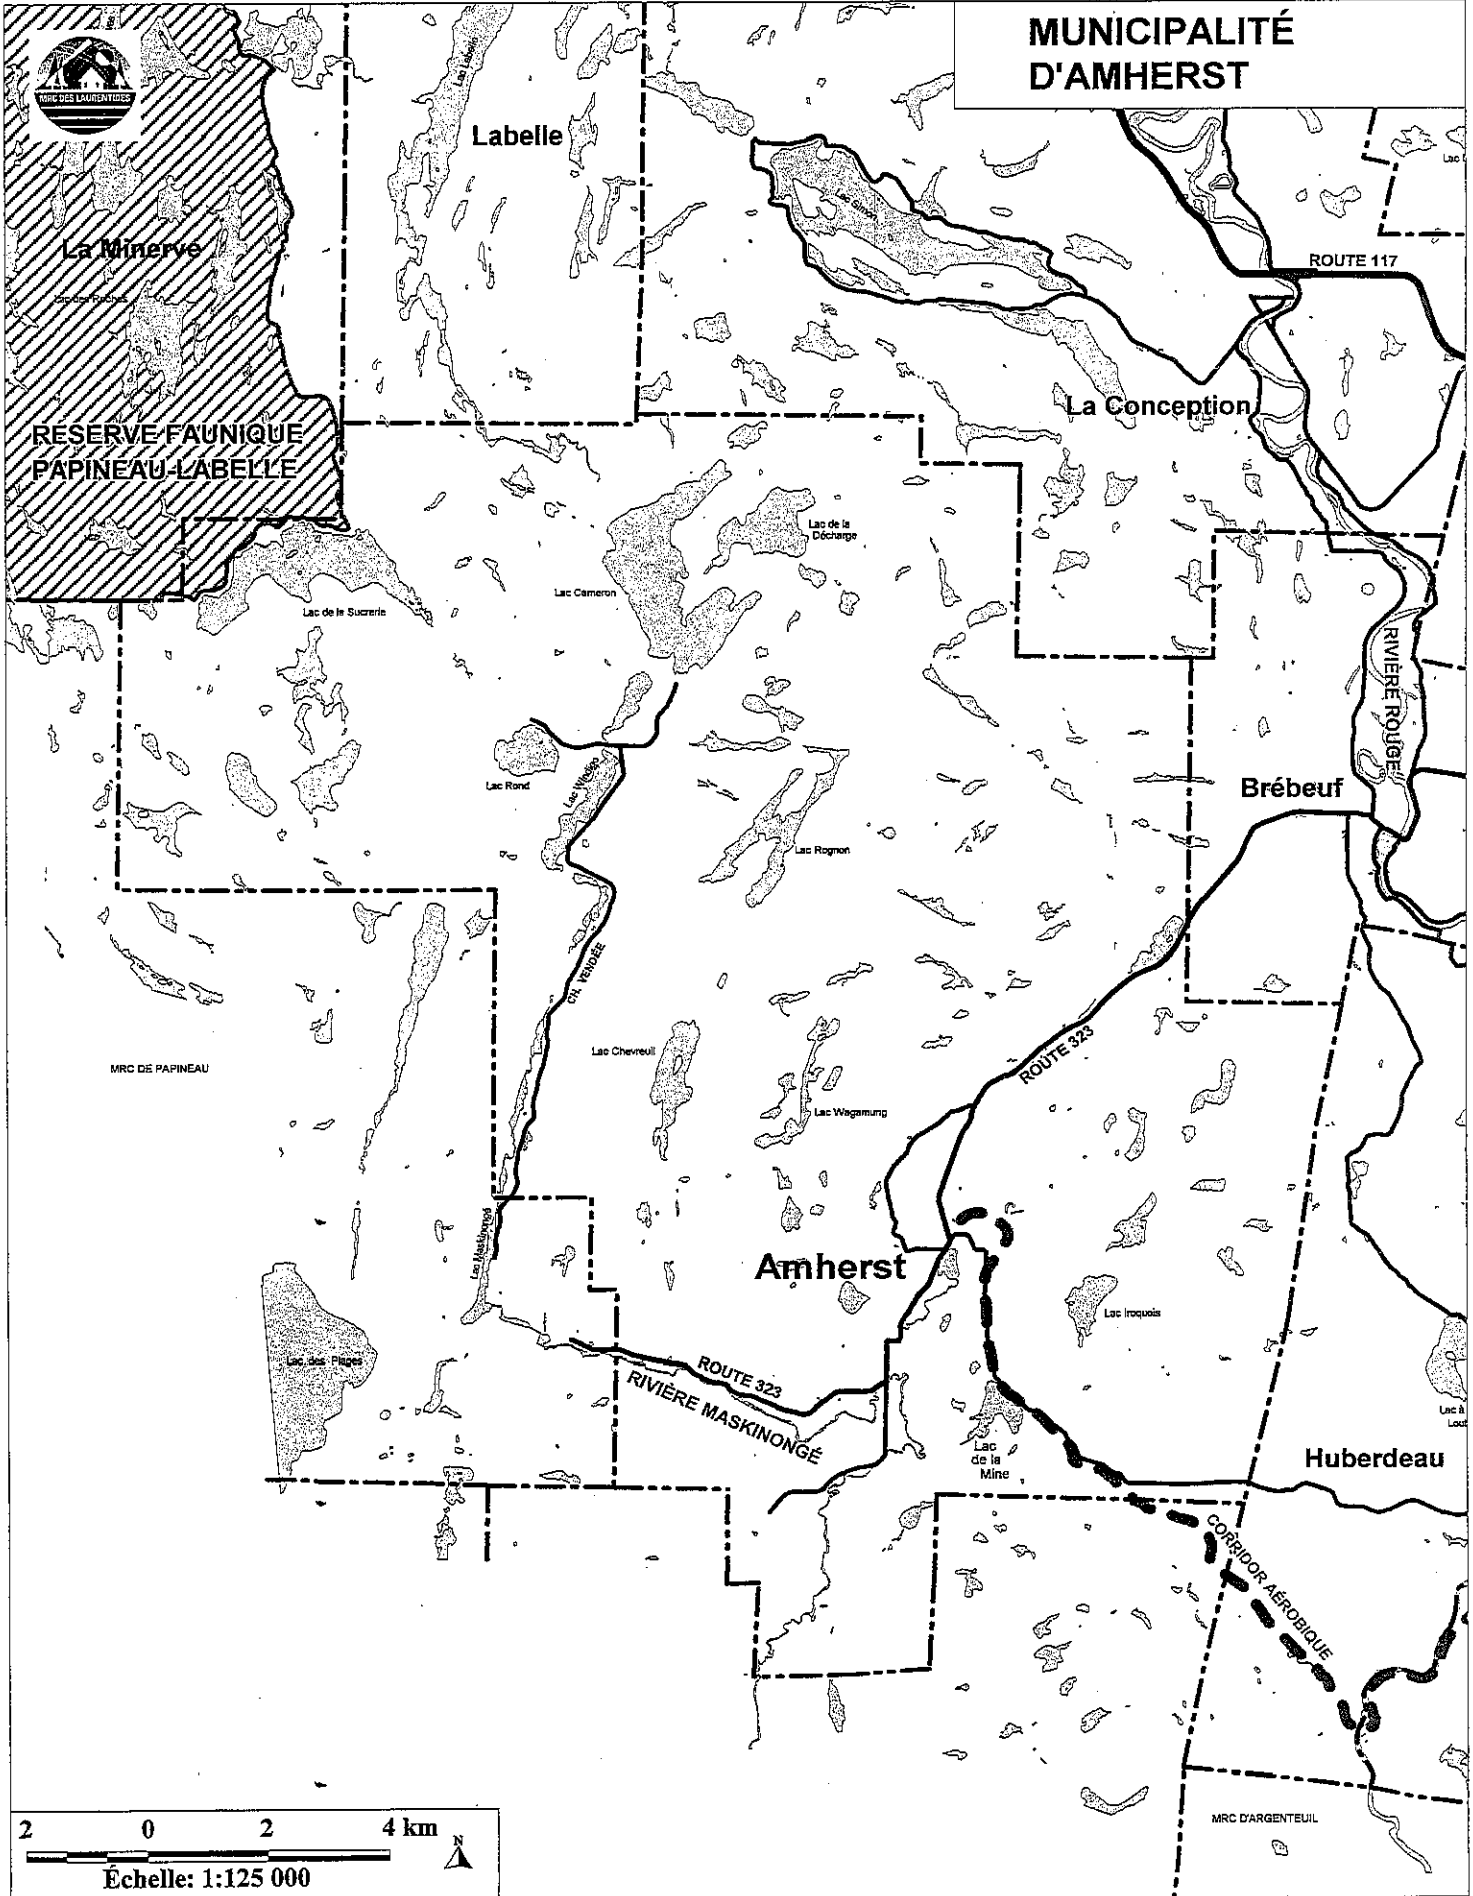 MUNICIPALITÉ
D'AMHERST
MRC DES LAURENTIDES
Lac Labelle
Labelle
Lac Simon
La Minerve
ROUTE 117
Lac des Roches
La Conception
RÉSERVE FAUNIQUE
PAPINEAU-LABELLE
Lac de la
Décharge
Lac Cameron
Lac de la Sucrerie
RIVIÈRE ROUGE
Lac Rond
Lac Windigo
Brébeuf
Lac Rognon
CH. VENDÉE
Lac Chevreuil
ROUTE 323
MRC DE PAPINEAU
Lac Wagamung
Lac Maskinongé
Amherst
Lac Iroquois
Lac des Plages
ROUTE 323
RIVIÈRE MASKINONGÉ
Lac à
Lout
Lac
de la
Mine
Huberdeau
CORRIDOR AÉROBIQUE
MRC D'ARGENTEUIL
2 0 2 4 km
N
Échelle: 1:125 000